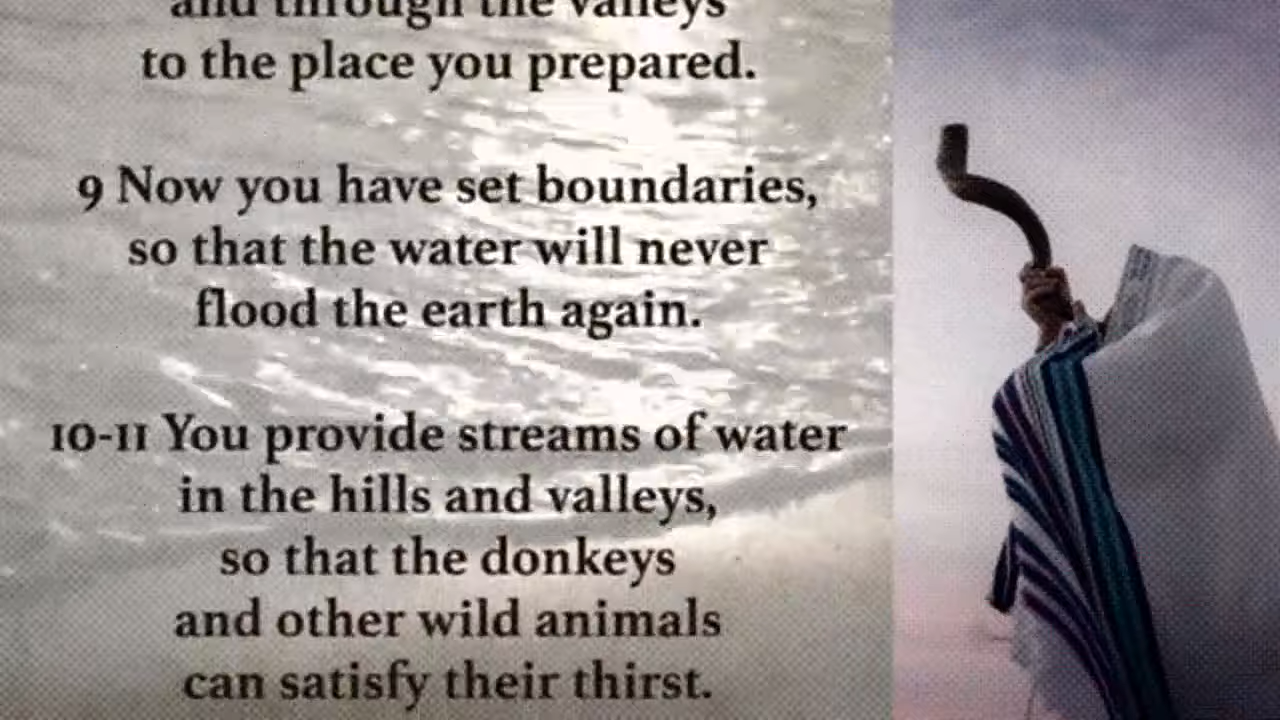 and through the valleys
to the place you prepared.
9 Now you have set boundaries,
so that the water will never
flood the earth again.
10-11 You provide streams of water
in the hills and valleys,
so that the donkeys
and other wild animals
can satisfy their thirst.